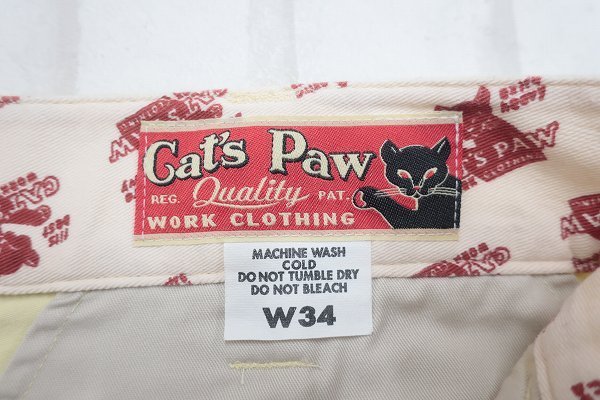 Cat's Paw
REG. Quality PAT.
WORK CLOTHING
MACHINE WASH
COLD
DO NOT TUMBLE DRY
DO NOT BLEACH
W34